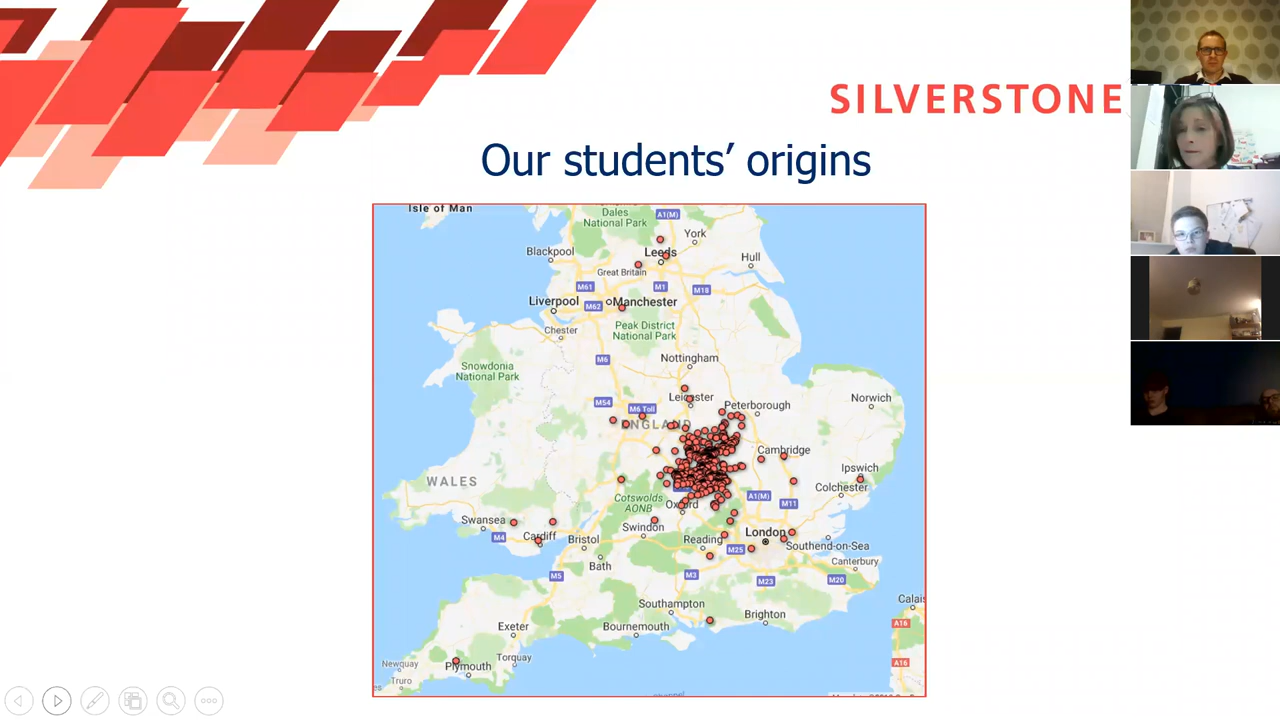 SILVERSTONE
Our students' origins
Isle of Man
Dales
National Park
A1(M)
York
Blackpool
Leeds
Hull
Great Britain
M61
M1
M18
Liverpool
M62
Manchester
Chester
Peak District
National Park
M6
Nottingham
Snowdonia
National Park
M54
M6 Toll
Leicester
Peterborough
Norwich
ENGLAND
Cambridge
Ipswich
WALES
Colchester
Cotswolds
AONB
Oxford
A1(M)
M11
Swansea
Swindon
M4
Cardiff
Bristol
Reading
London
M25
Southend-on-Sea
Bath
Canterbury
M5
M3
M23
M20
Southampton
Calais
Exeter
Bournemouth
Brighton
A16
Newquay
Plymouth
Torquay
A16
Truro